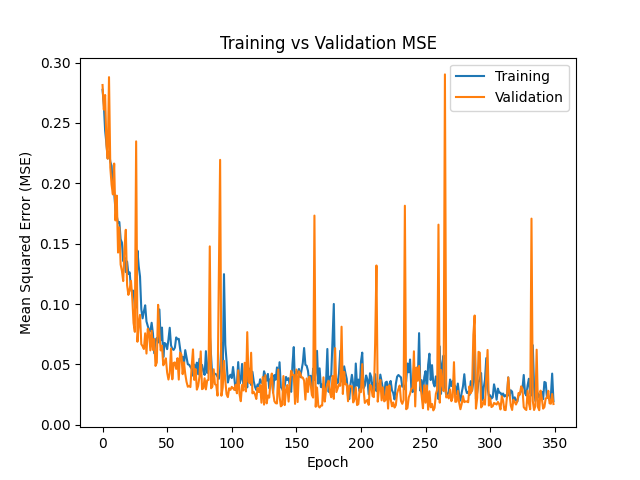 Training vs Validation MSE
Training
Validation
Mean Squared Error (MSE)
0.30
0.25
0.20
0.15
0.10
0.05
0.00
0 50 100 150 200 250 300 350
Epoch